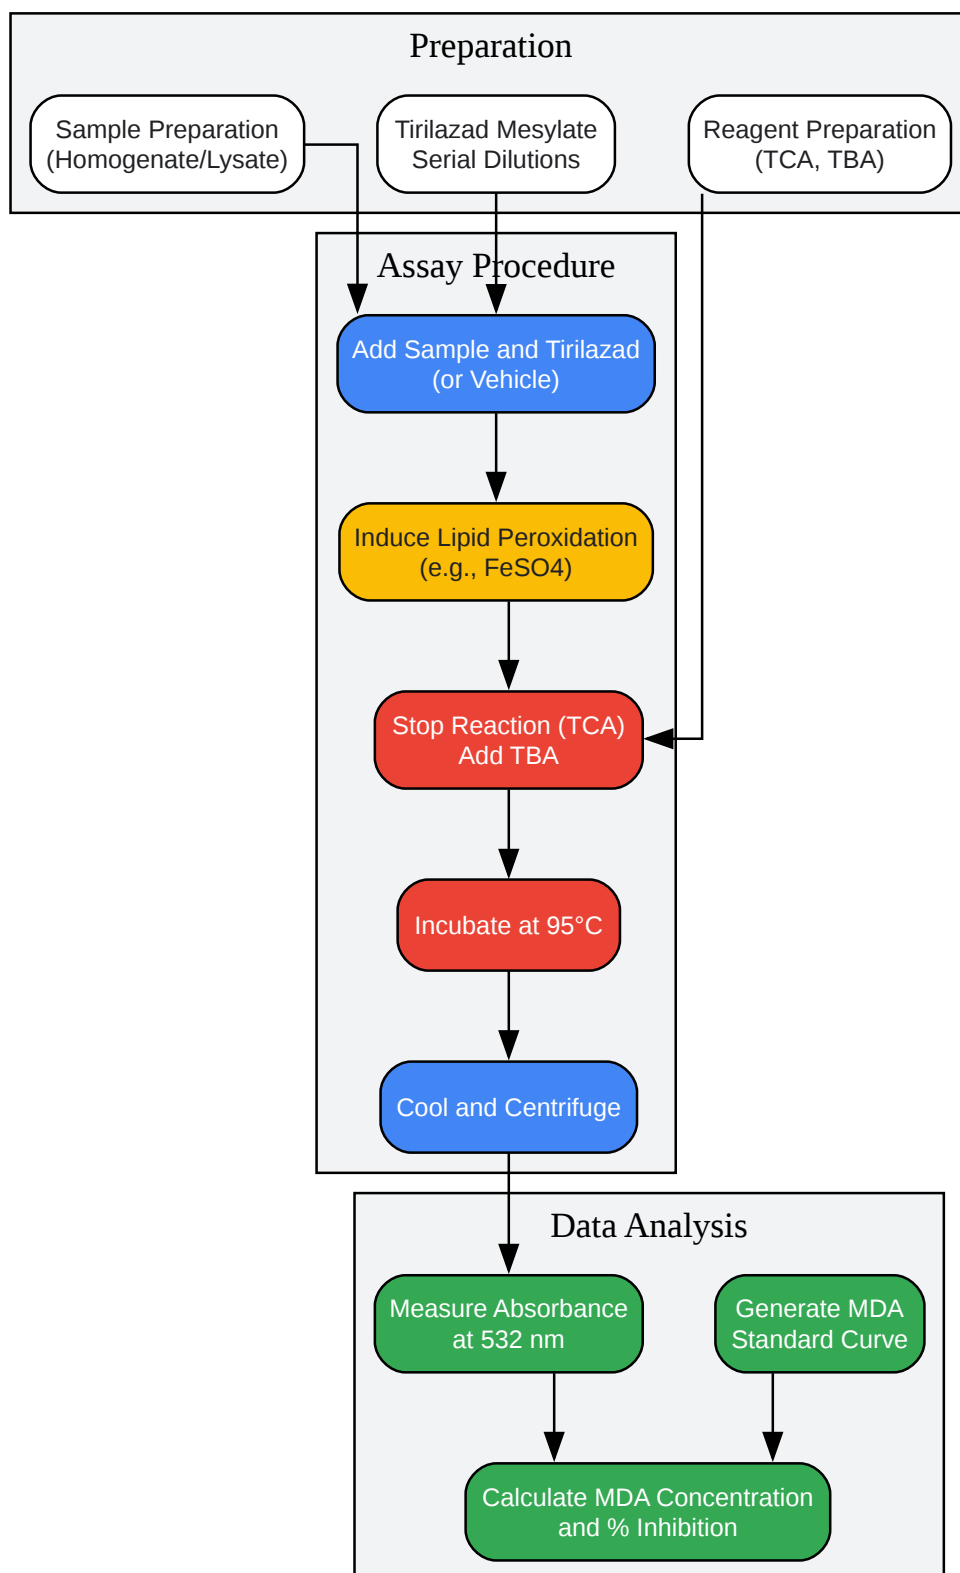 Preparation
Sample Preparation
(Homogenate/Lysate)
Tirilazad Mesylate
Serial Dilutions
Reagent Preparation
(TCA, TBA)
Assay Procedure
Add Sample and Tirilazad
(or Vehicle)
Induce Lipid Peroxidation
(e.g., FeSO4)
Stop Reaction (TCA)
Add TBA
Incubate at 95°C
Cool and Centrifuge
Data Analysis
Measure Absorbance
at 532 nm
Generate MDA
Standard Curve
Calculate MDA Concentration
and % Inhibition